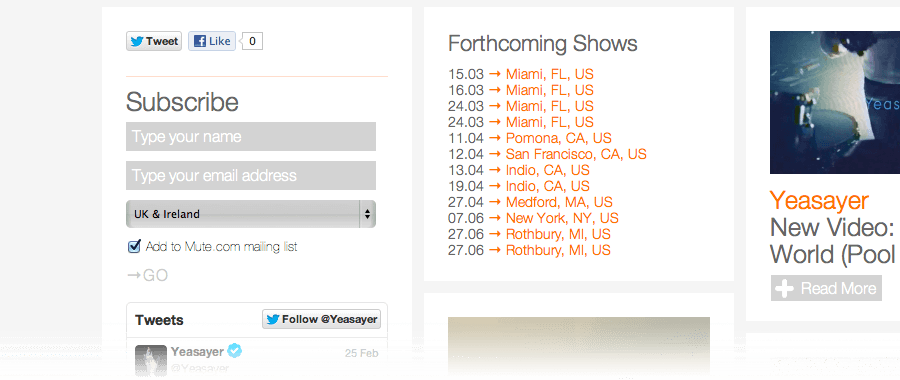 Tweet
Like
0
Subscribe
Type your name
Type your email address
UK & Ireland
Add to Mute.com mailing list
→GO
Tweets
Follow @Yeasayer
Yeasayer
25 Feb
@Yeasayer
Forthcoming Shows
15.03 → Miami, FL, US
16.03 → Miami, FL, US
24.03 → Miami, FL, US
24.03 → Miami, FL, US
11.04 → Pomona, CA, US
12.04 → San Francisco, CA, US
13.04 → Indio, CA, US
19.04 → Indio, CA, US
27.04 → Medford, MA, US
07.06 → New York, NY, US
27.06 → Rothbury, MI, US
27.06 → Rothbury, MI, US
Yeas
Yeasayer
New Video:
World (Pool
Read More